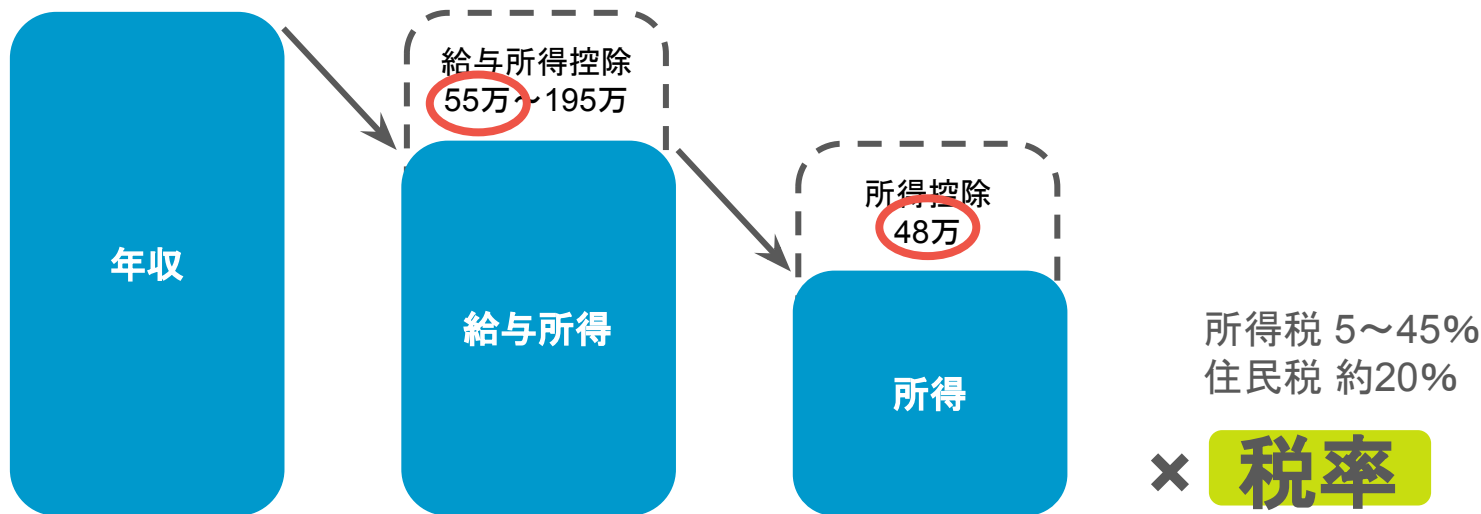 年収
給与所得控除
55万～195万
給与所得
所得控除
48万
所得
所得税 5～45%
住民税 約20%
× 税率